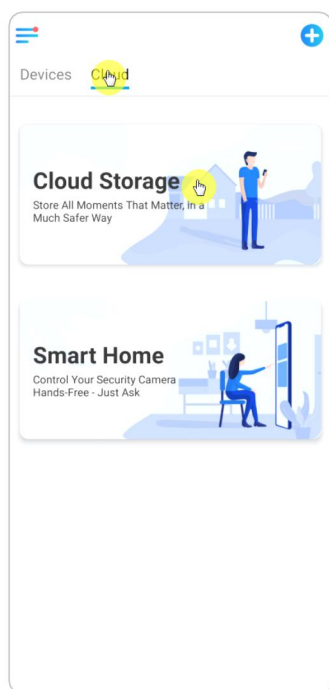 Devices Cloud
Cloud Storage
Store All Moments That Matter, in a
Much Safer Way
Smart Home
Control Your Security Camera
Hands-Free - Just Ask